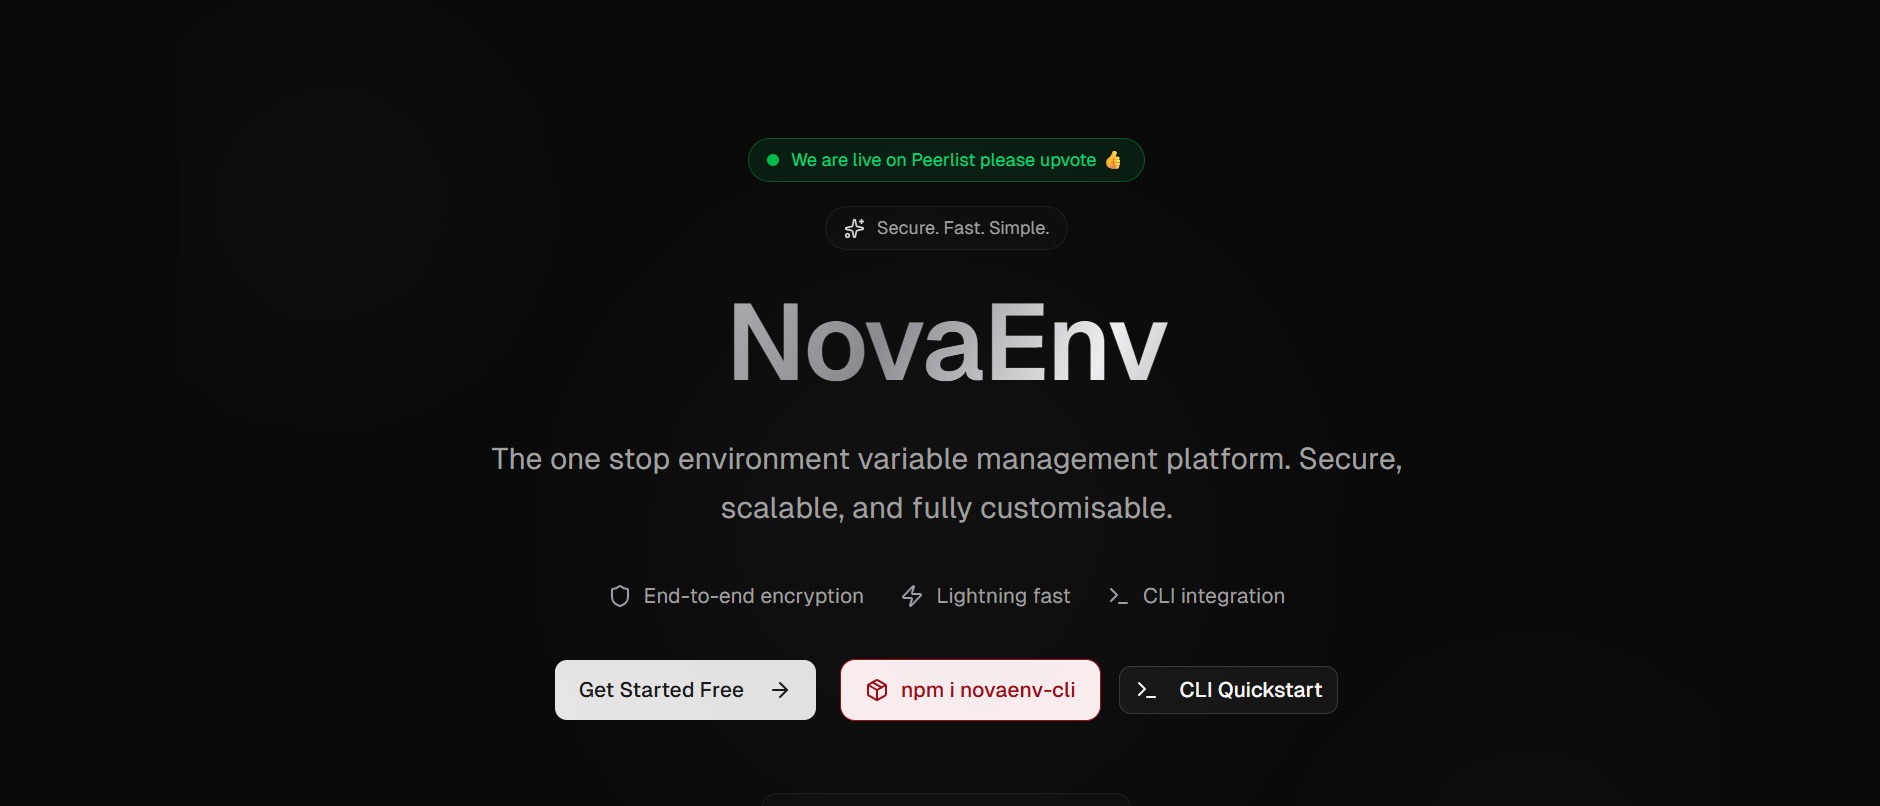 We are live on Peerlist please upvote 👍
Secure. Fast. Simple.
NovaEnv
The one stop environment variable management platform. Secure,
scalable, and fully customisable.
End-to-end encryption
Lightning fast
CLI integration
Get Started Free
npm i novaenv-cli
CLI Quickstart